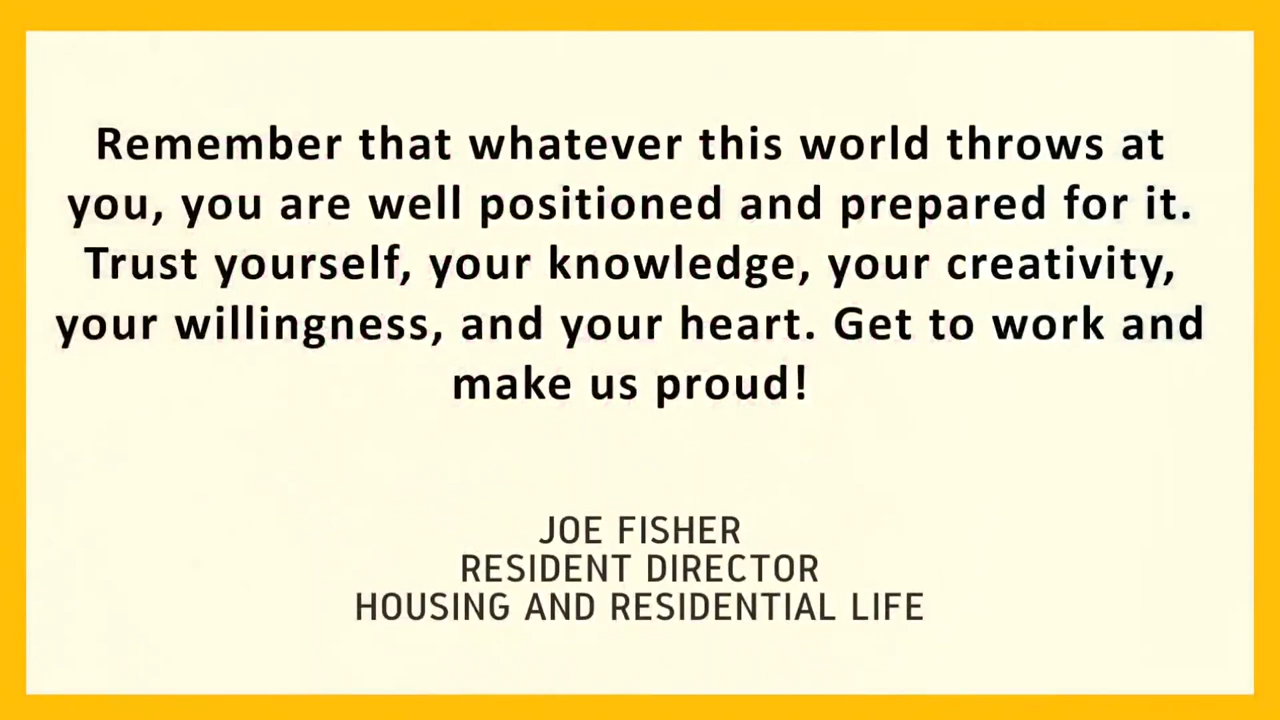 Remember that whatever this world throws at
you, you are well positioned and prepared for it.
Trust yourself, your knowledge, your creativity,
your willingness, and your heart. Get to work and
make us proud!
JOE FISHER
RESIDENT DIRECTOR
HOUSING AND RESIDENTIAL LIFE